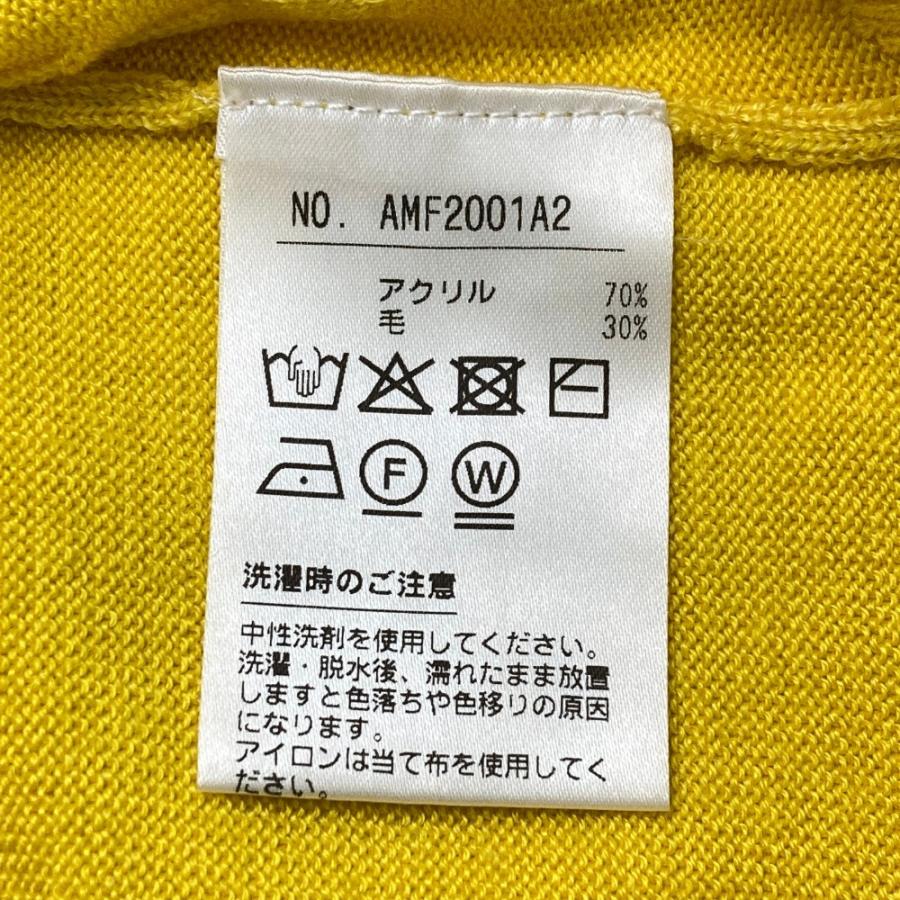 NO. AMF2001A2
アクリル 70%
毛 30%
F W
洗濯時のご注意
中性洗剤を使用してください。
洗濯・脱水後、濡れたまま放置
しますと色落ちや色移りの原因
になります。
アイロンは当て布を使用してく
ださい。